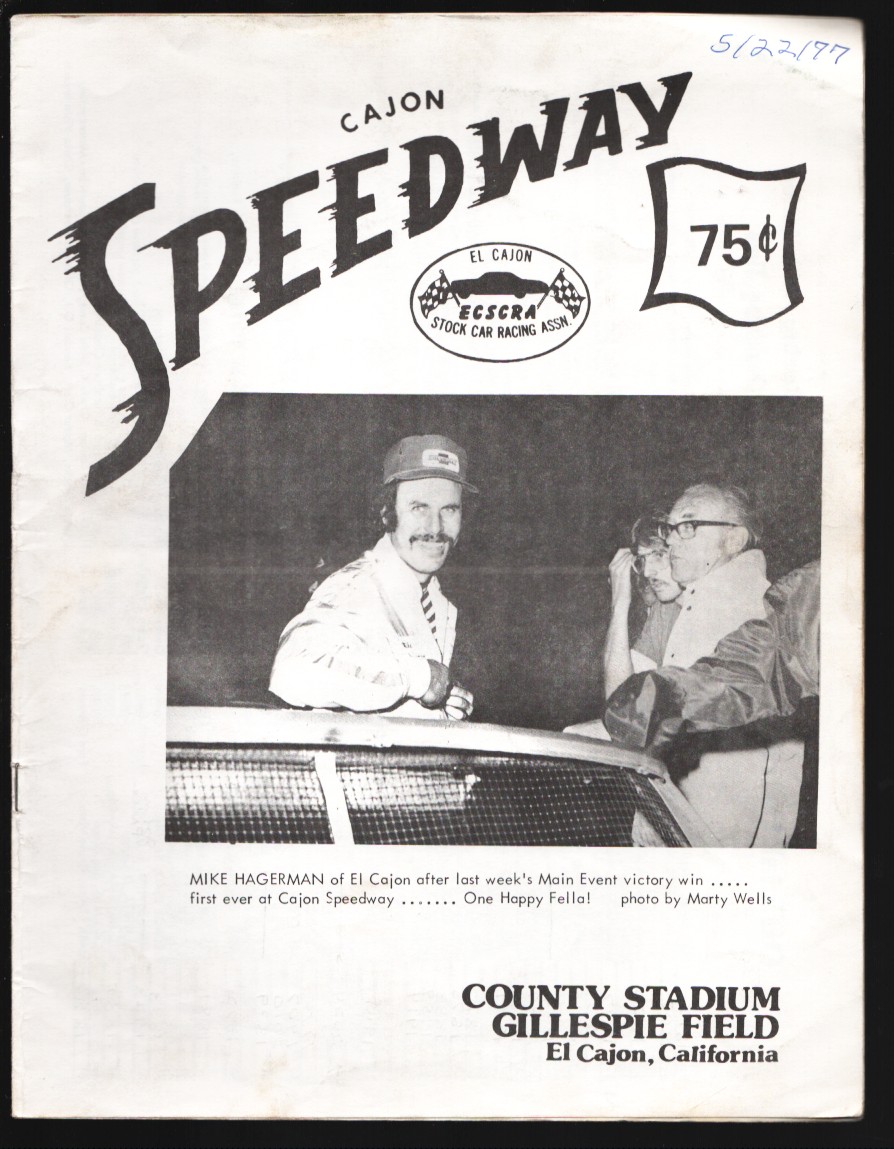 5/22/77
CAJON
SPEEDWAY
75¢
EL CAJON
ECSCRA
STOCK CAR RACING ASSN.
MIKE HAGERMAN of El Cajon after last week's Main Event victory win .....
first ever at Cajon Speedway ....... One Happy Fella! photo by Marty Wells
COUNTY STADIUM
GILLESPIE FIELD
El Cajon, California